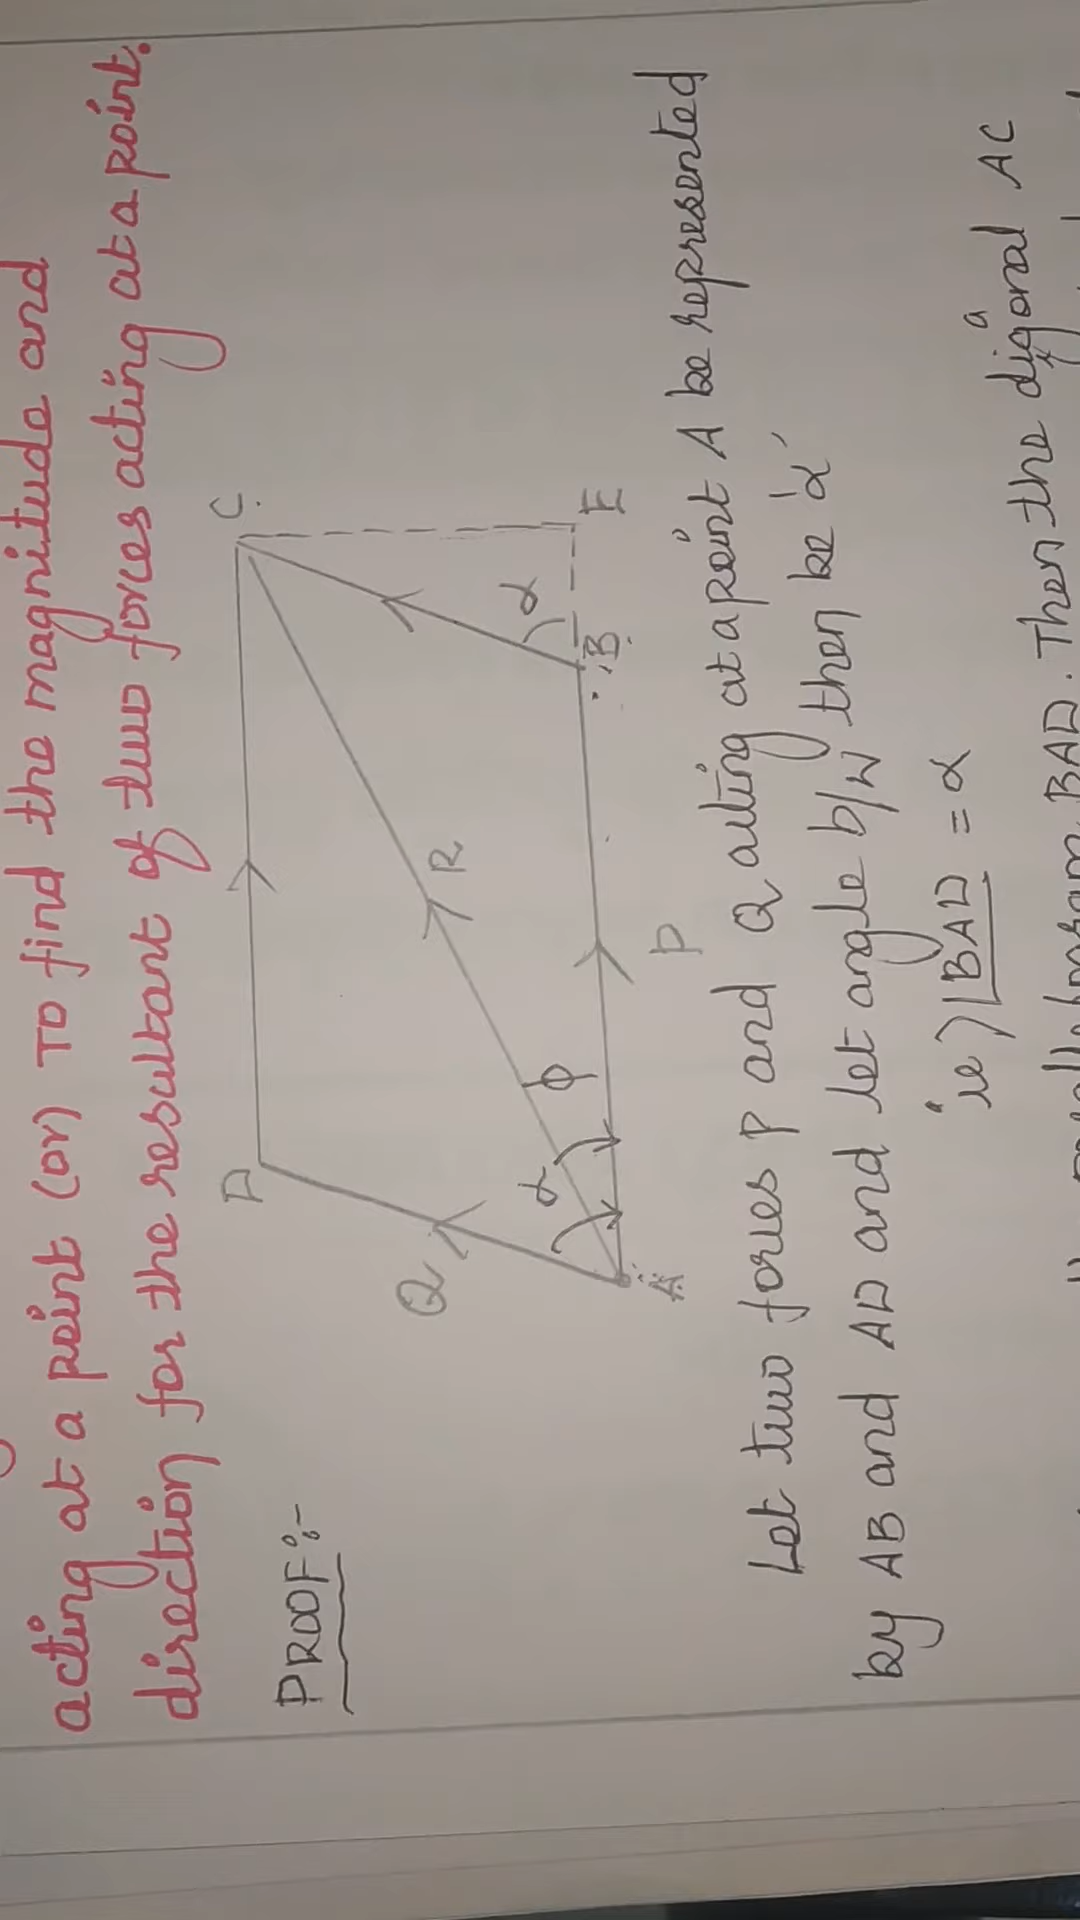 acting at a point (or) To find the magnitude and
direction for the resultant of two forces acting at a point.
PROOF:-
D
C
Q
R
α
ϕ
α
A
P
B
E
Let two forces P and Q acting at a point A be represented
by AB and AD and let angle b/w then be 'α'
ie) ∠BAD = α
BAD. Then the digaonal AC